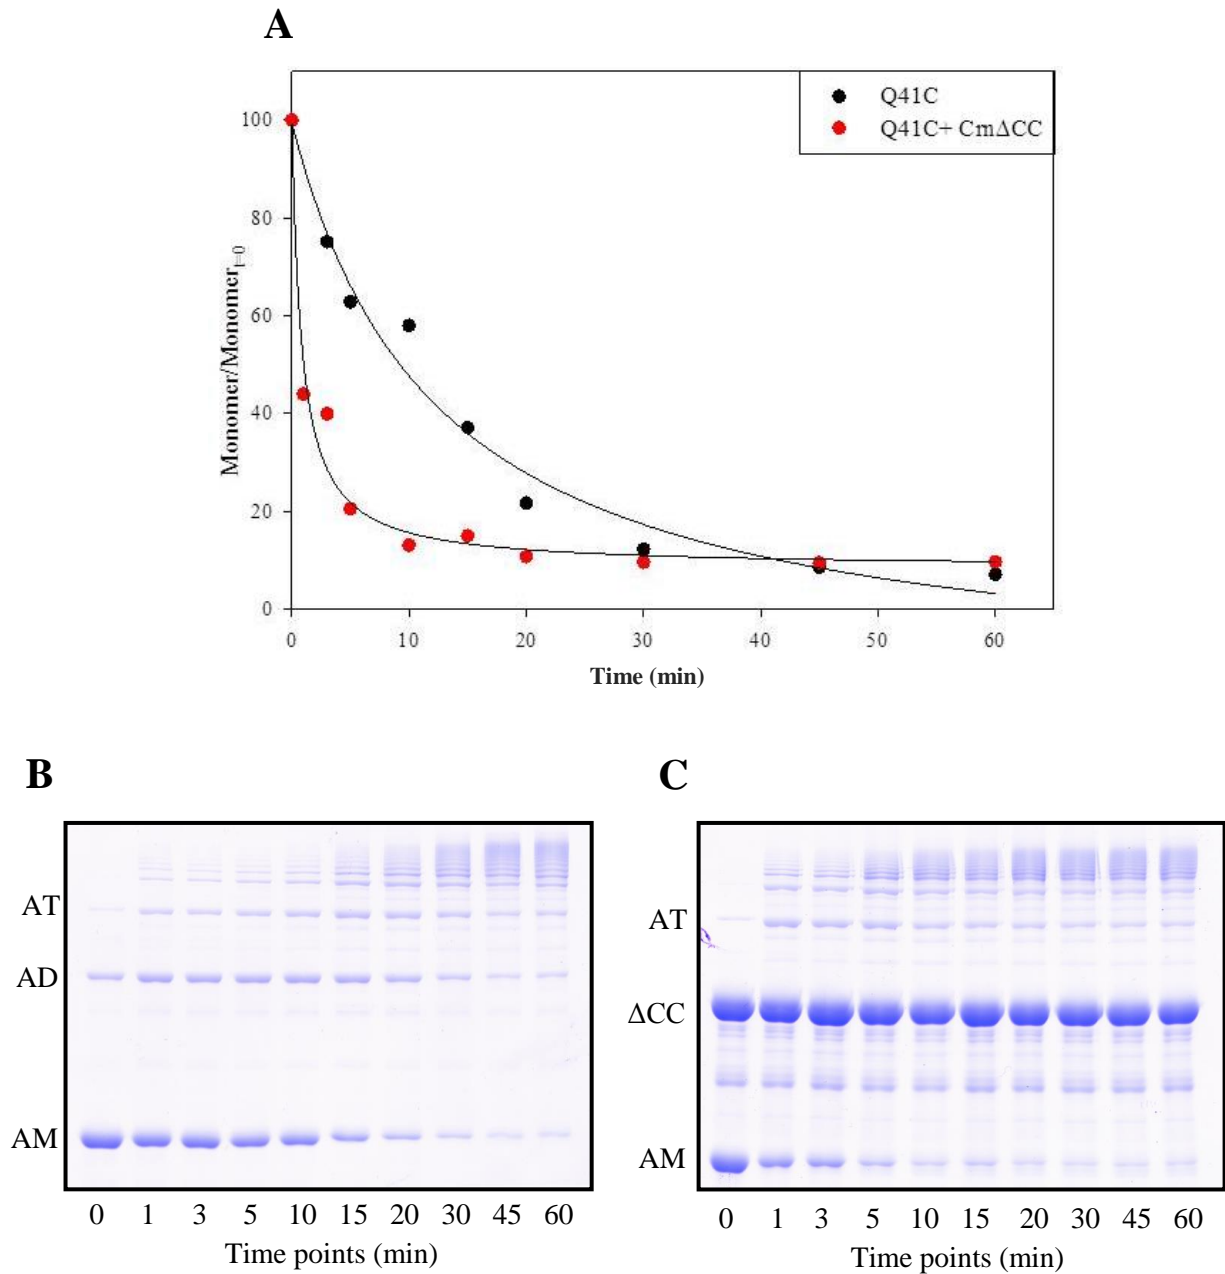 A
Q41C
Q41C+ CmΔCC
100
80
60
40
20
0
Monomer/Monomer t=0
0 10 20 30 40 50 60
Time (min)
B
AT
AD
AM
0 1 3 5 10 15 20 30 45 60
Time points (min)
C
AT
ΔCC
AM
0 1 3 5 10 15 20 30 45 60
Time points (min)